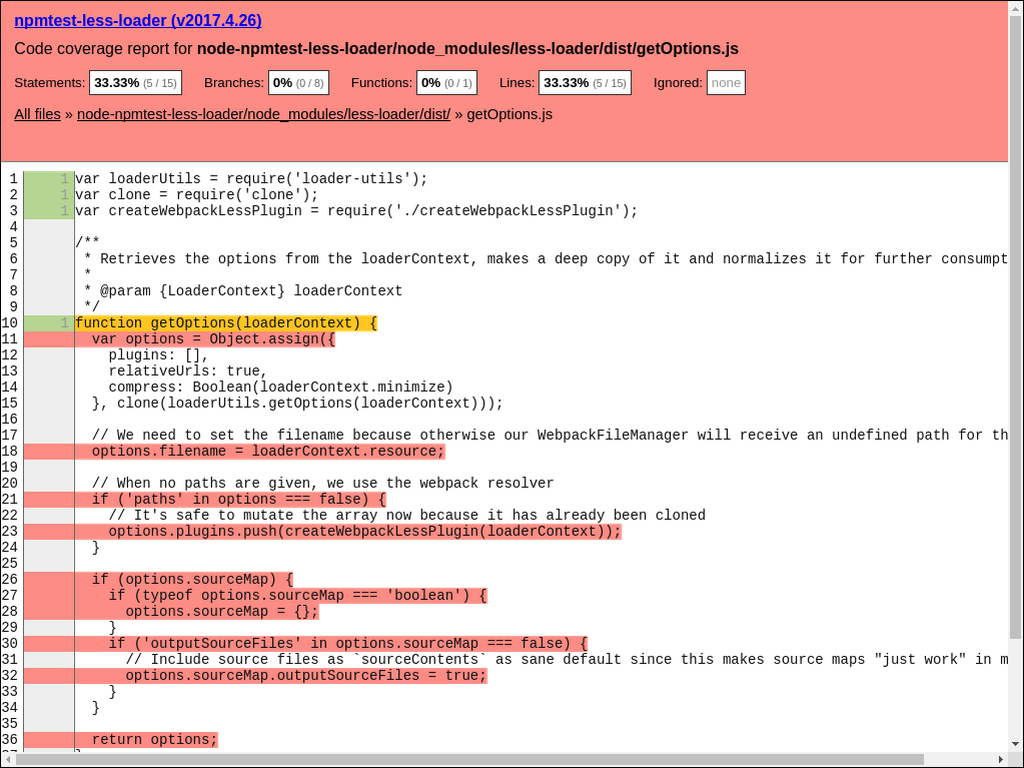 npmtest-less-loader (v2017.4.26)
Code coverage report for node-npmtest-less-loader/node_modules/less-loader/dist/getOptions.js
Statements: 33.33% (5 / 15) Branches: 0% (0 / 8) Functions: 0% (0 / 1) Lines: 33.33% (5 / 15) Ignored: none
All files » node-npmtest-less-loader/node_modules/less-loader/dist/ » getOptions.js
1 1 var loaderUtils = require('loader-utils');
2 1 var clone = require('clone');
3 1 var createWebpackLessPlugin = require('./createWebpackLessPlugin');
4
5 /**
6  * Retrieves the options from the loaderContext, makes a deep copy of it and normalizes it for further consumpt
7  *
8  * @param {LoaderContext} loaderContext
9  */
10 1 function getOptions(loaderContext) {
11   var options = Object.assign({
12     plugins: [],
13     relativeUrls: true,
14     compress: Boolean(loaderContext.minimize)
15   }, clone(loaderUtils.getOptions(loaderContext)));
16
17   // We need to set the filename because otherwise our WebpackFileManager will receive an undefined path for th
18   options.filename = loaderContext.resource;
19
20   // When no paths are given, we use the webpack resolver
21   if ('paths' in options === false) {
22     // It's safe to mutate the array now because it has already been cloned
23     options.plugins.push(createWebpackLessPlugin(loaderContext));
24   }
25
26   if (options.sourceMap) {
27     if (typeof options.sourceMap === 'boolean') {
28       options.sourceMap = {};
29     }
30     if ('outputSourceFiles' in options.sourceMap === false) {
31       // Include source files as `sourceContents` as sane default since this makes source maps "just work" in m
32       options.sourceMap.outputSourceFiles = true;
33     }
34   }
35
36   return options;